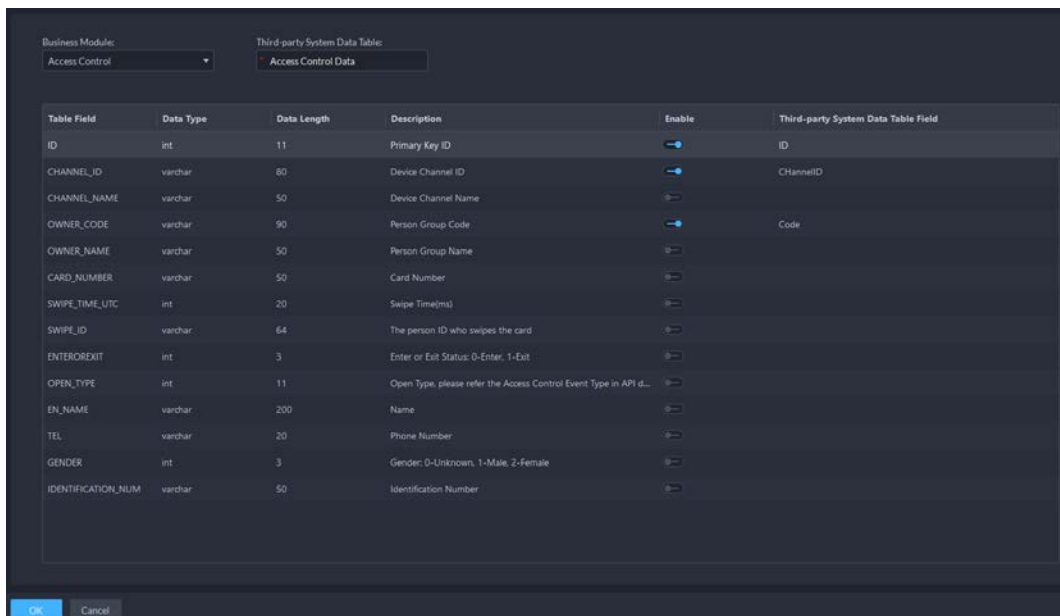 Business Module: Third-party System Data Table:
Access Control * Access Control Data
Table Field Data Type Data Length Description Enable Third-party System Data Table Field
ID int 11 Primary Key ID ID
CHANNEL_ID varchar 80 Device Channel ID CHannelID
CHANNEL_NAME varchar 50 Device Channel Name
OWNER_CODE varchar 90 Person Group Code Code
OWNER_NAME varchar 50 Person Group Name
CARD_NUMBER varchar 50 Card Number
SWIPE_TIME_UTC int 20 Swipe Time(ms)
SWIPE_ID varchar 64 The person ID who swipes the card
ENTEROREXIT int 3 Enter or Exit Status: 0-Enter, 1-Exit
OPEN_TYPE int 11 Open Type, please refer the Access Control Event Type in API d...
EN_NAME varchar 200 Name
TEL varchar 20 Phone Number
GENDER int 3 Gender: 0-Unknown, 1-Male, 2-Female
IDENTIFICATION_NUM varchar 50 Identification Number
OK Cancel